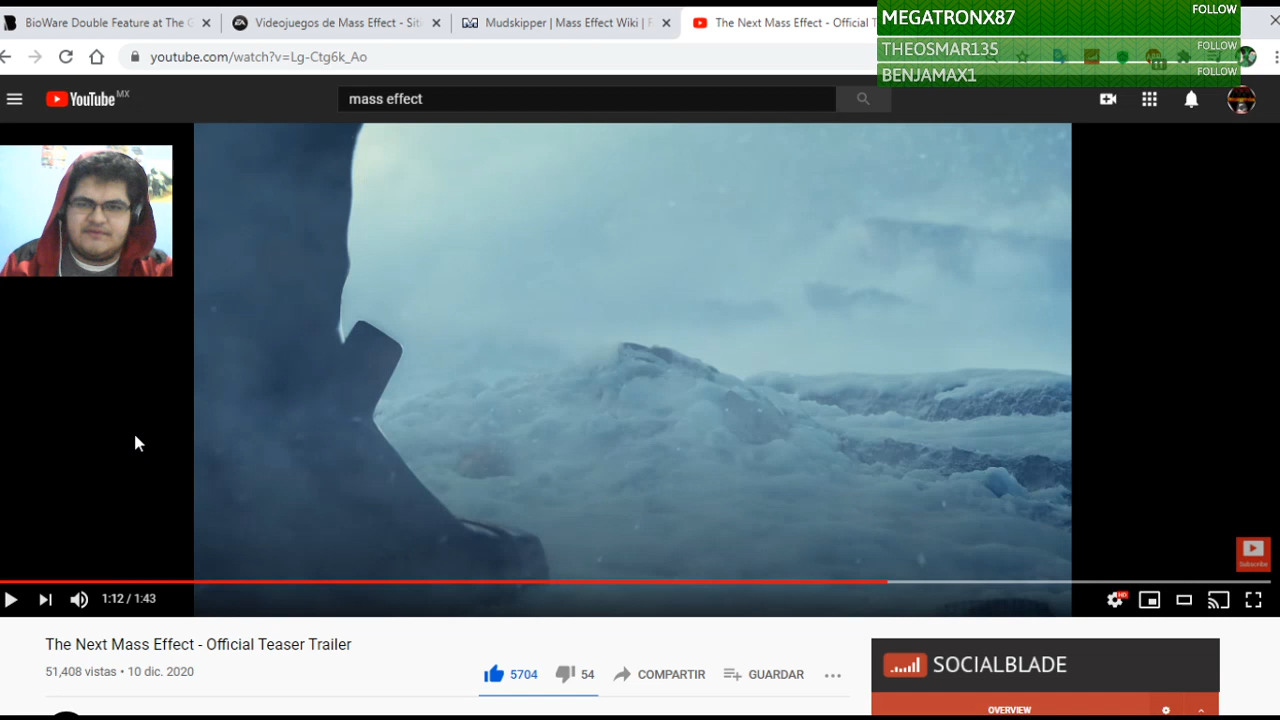 BioWare Double Feature at The G
Videojuegos de Mass Effect - Siti
Mudskipper | Mass Effect Wiki | F
The Next Mass Effect - Official T
MEGATRONX87 FOLLOW
THEOSMAR135 FOLLOW
BENJAMAX1 FOLLOW
youtube.com/watch?v=Lg-Ctg6k_Ao
YouTube MX
mass effect
Subscribe
1:12 / 1:43
HD
The Next Mass Effect - Official Teaser Trailer
51,408 vistas • 10 dic. 2020
5704
54
COMPARTIR
GUARDAR
SOCIALBLADE
OVERVIEW